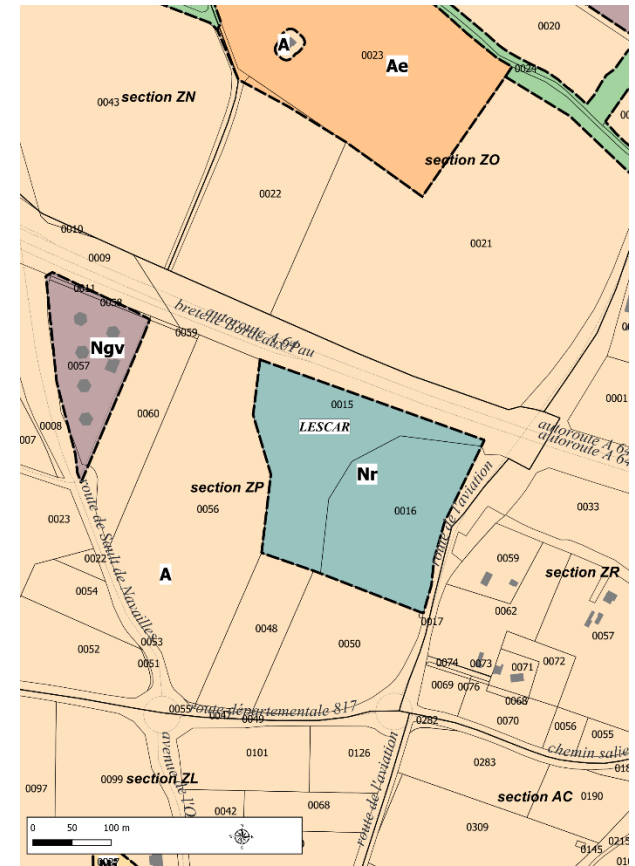 0020
A
0023
Ae
0024
0043
section ZN
section ZO
0022
0021
0010
0009
0011
0058
autoroute A 64
bretelle Bordeaux/Pau
0059
Ngv
0057
0060
0008
0015
LESCAR
0001
autoroute A 64
autoroute A 64
Nr
section ZP
0056
0016
route de l'aviation
0033
0023
route de Sault de Navailles
0022
0059
section ZR
A
0054
0062
0057
0017
0048
0053
0050
0052
0051
0074
0073
0071
0072
0069
0076
0068
0055
route départementale 817
0047
0049
0282
0070
0056
0055
chemin salie
0101
0126
0283
0099
section ZL
avenue de l'O
route de l'aviation
0097
section AC
0190
0042
0068
0309
0215
0145
0 50 100 m